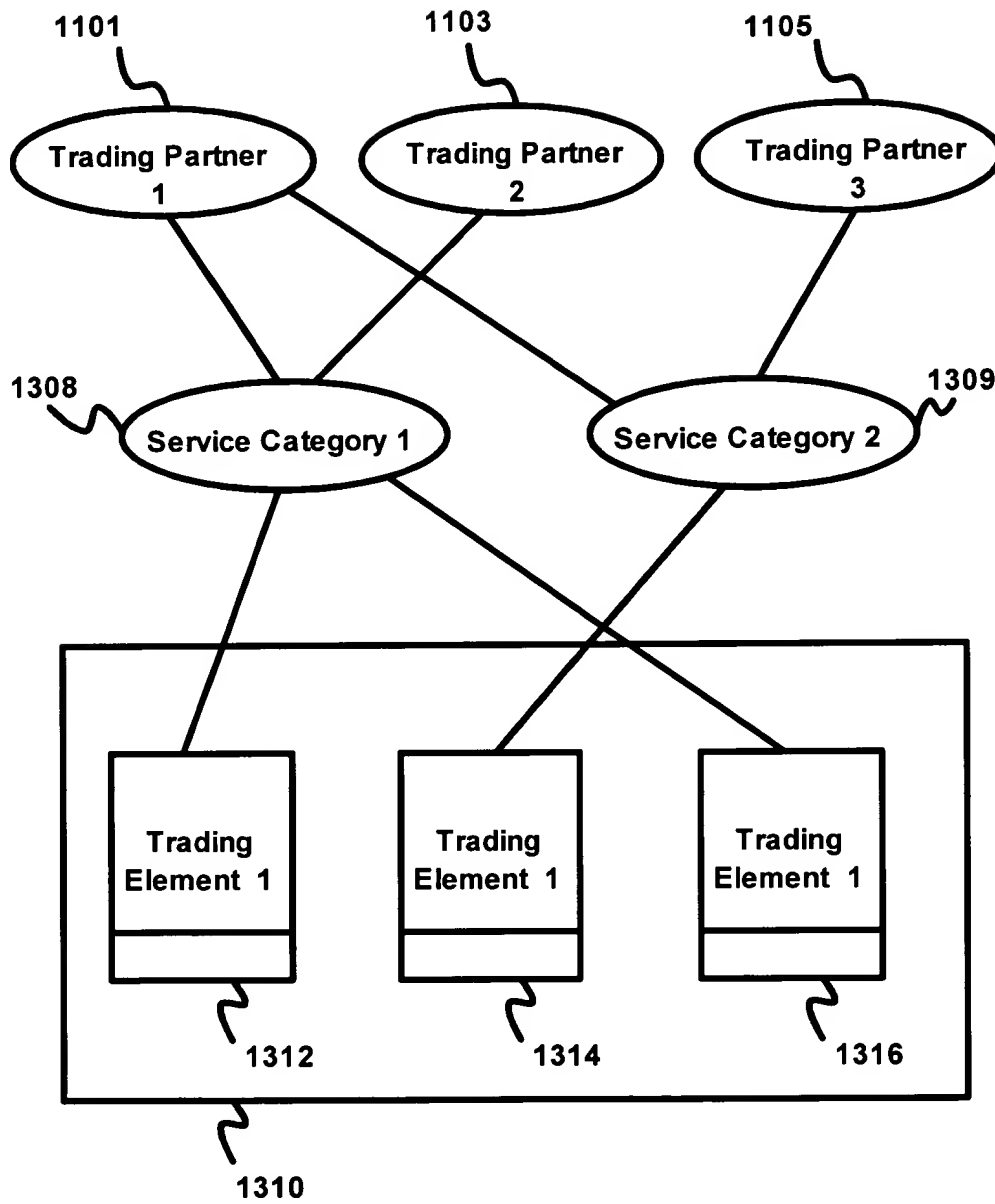 1101
1103
1105
Trading Partner
1
Trading Partner
2
Trading Partner
3
1308
1309
Service Category 1
Service Category 2
Trading
Element 1
Trading
Element 1
Trading
Element 1
1312
1314
1316
1310